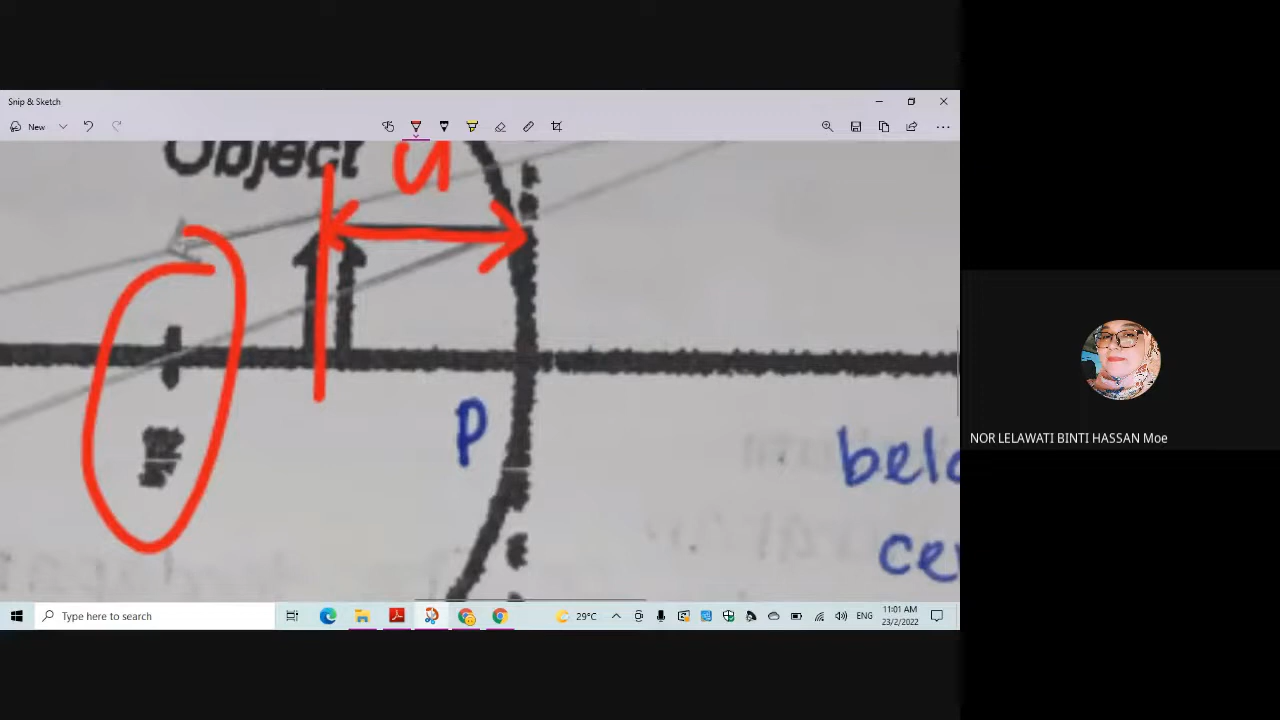 Snip & Sketch
New
Object
u
F
P
belo
ce
NOR LELAWATI BINTI HASSAN Moe
Type here to search
29°C
ENG
11:01 AM
23/2/2022